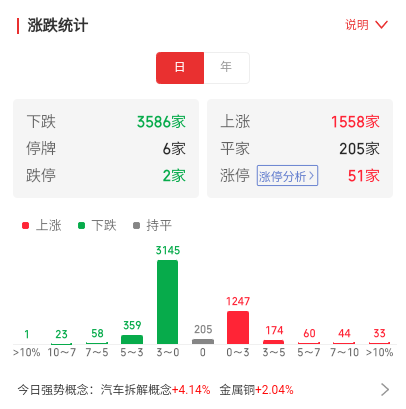 涨跌统计 说明
日 年
下跌 3586家 上涨 1558家
停牌 6家 平家 205家
跌停 2家 涨停 涨停分析 51家
上涨 下跌 持平
3145
1247
359 205 174
1 23 58 60 44 33
>10% 10～7 7～5 5～3 3～0 0 0～3 3～5 5～7 7～10 >10%
今日强势概念：汽车拆解概念+4.14% 金属铜+2.04%